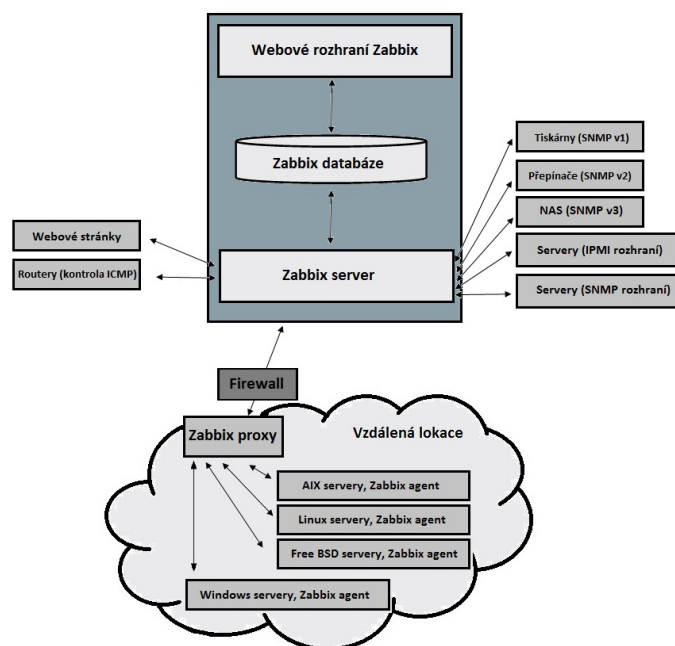 Webové rozhraní Zabbix
Zabbix databáze
Zabbix server
Webové stránky
Routery (kontrola ICMP)
Tiskárny (SNMP v1)
Přepínače (SNMP v2)
NAS (SNMP v3)
Servery (IPMI rozhraní)
Servery (SNMP rozhraní)
Firewall
Zabbix proxy
Vzdálená lokace
AIX servery, Zabbix agent
Linux servery, Zabbix agent
Free BSD servery, Zabbix agent
Windows servery, Zabbix agent